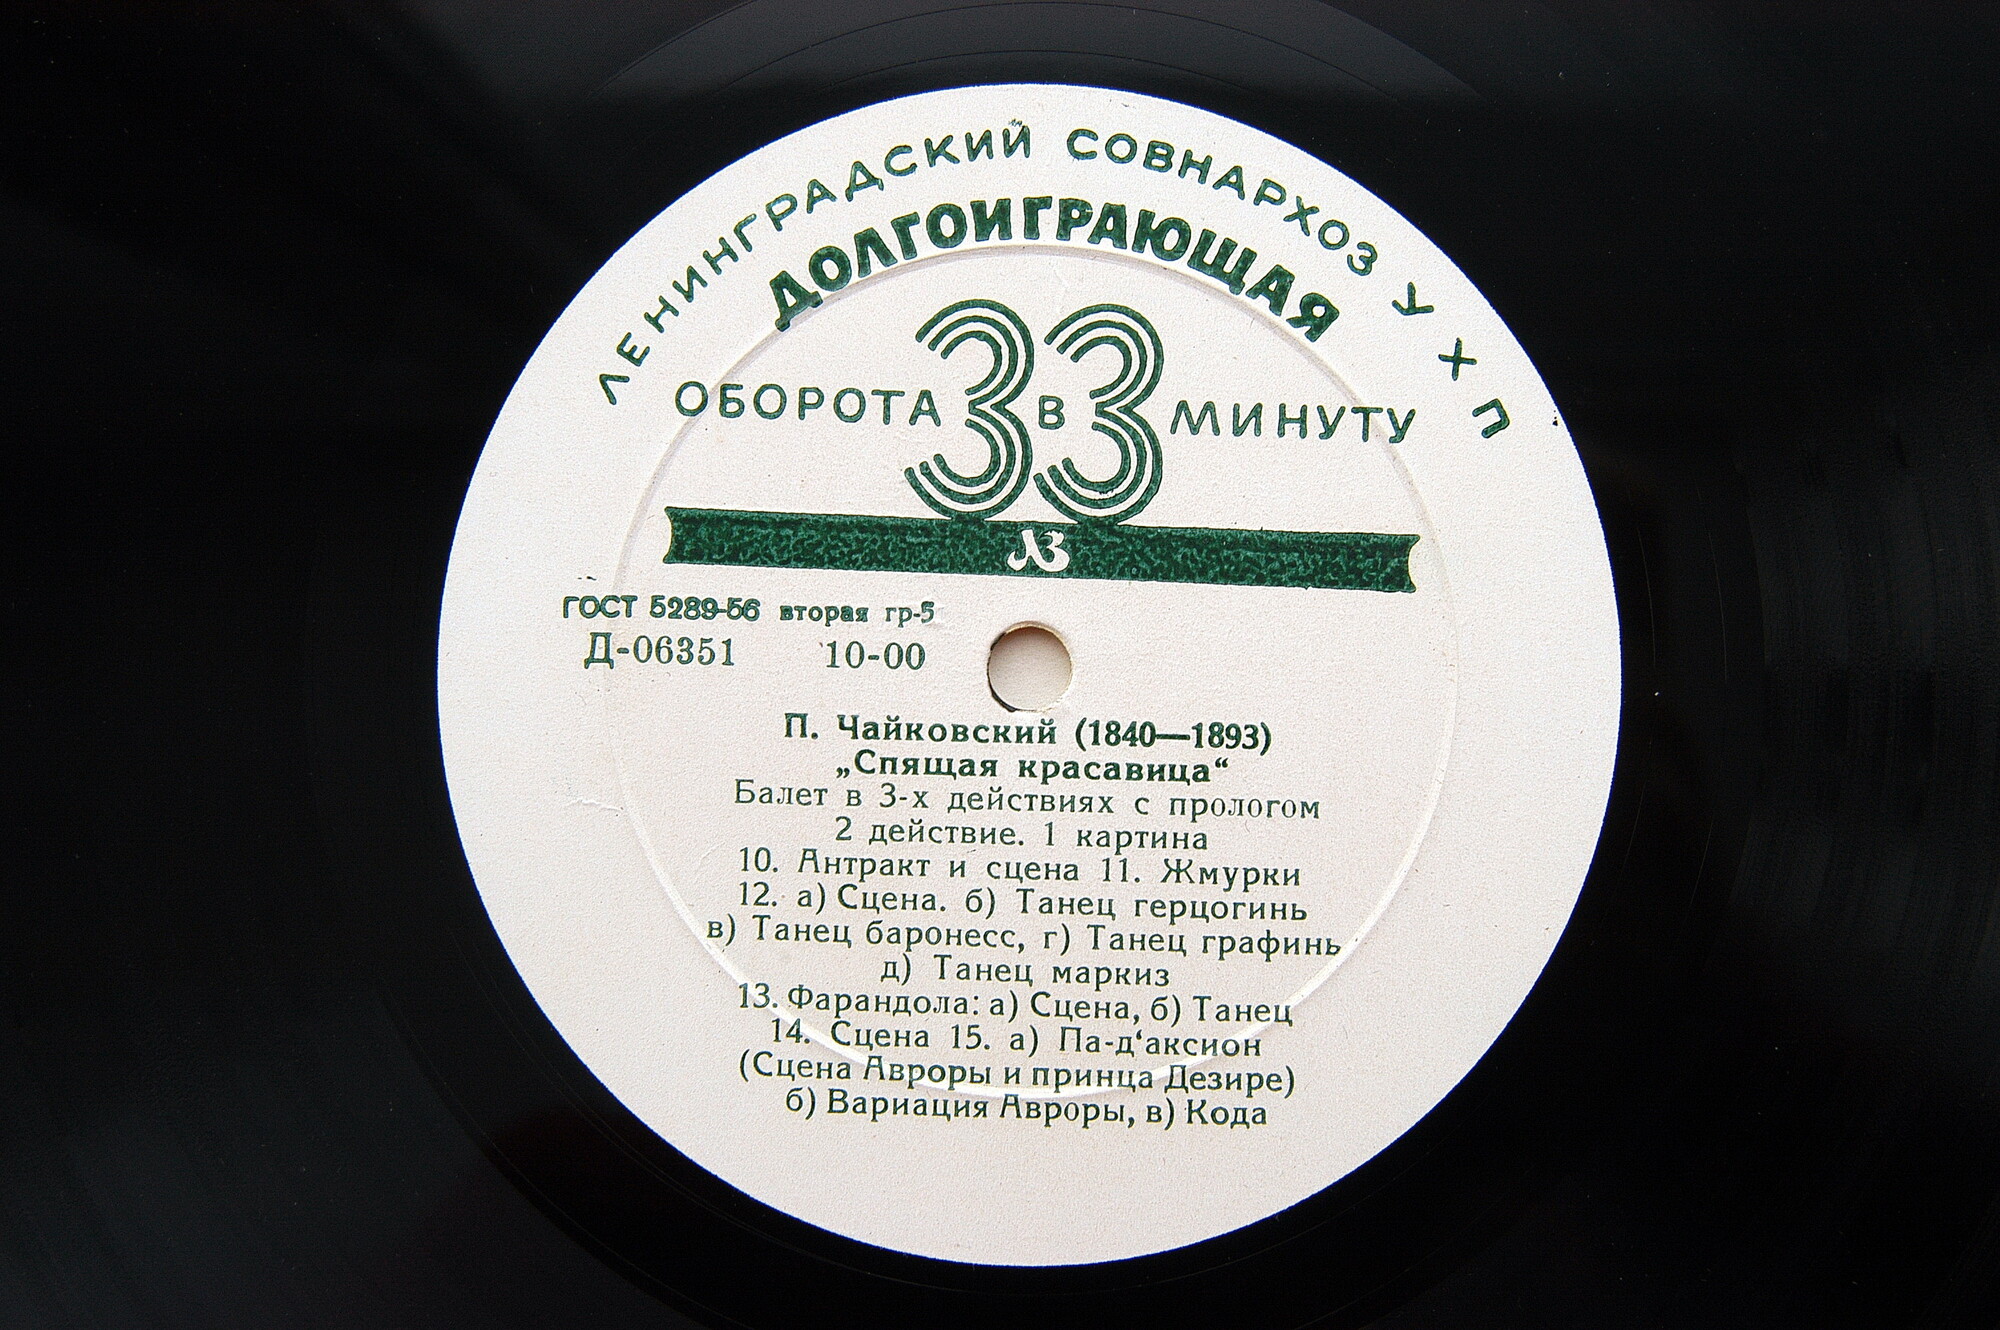 ЛЕНИНГРАДСКИЙ СОВНАРХОЗ УХП
ДОЛГОИГРАЮЩАЯ
33
ОБОРОТА В МИНУТУ
ЛЗ
ГОСТ 5289-56 вторая гр-5
Д-06351 10-00
П. Чайковский (1840—1893)
„Спящая красавица“
Балет в 3-х действиях с прологом
2 действие. 1 картина
10. Антракт и сцена 11. Жмурки
12. а) Сцена. б) Танец герцогинь
в) Танец баронесс, г) Танец графинь
д) Танец маркиз
13. Фарандола: а) Сцена, б) Танец
14. Сцена 15. а) Па-д‘аксион
(Сцена Авроры и принца Дезире)
б) Вариация Авроры, в) Кода